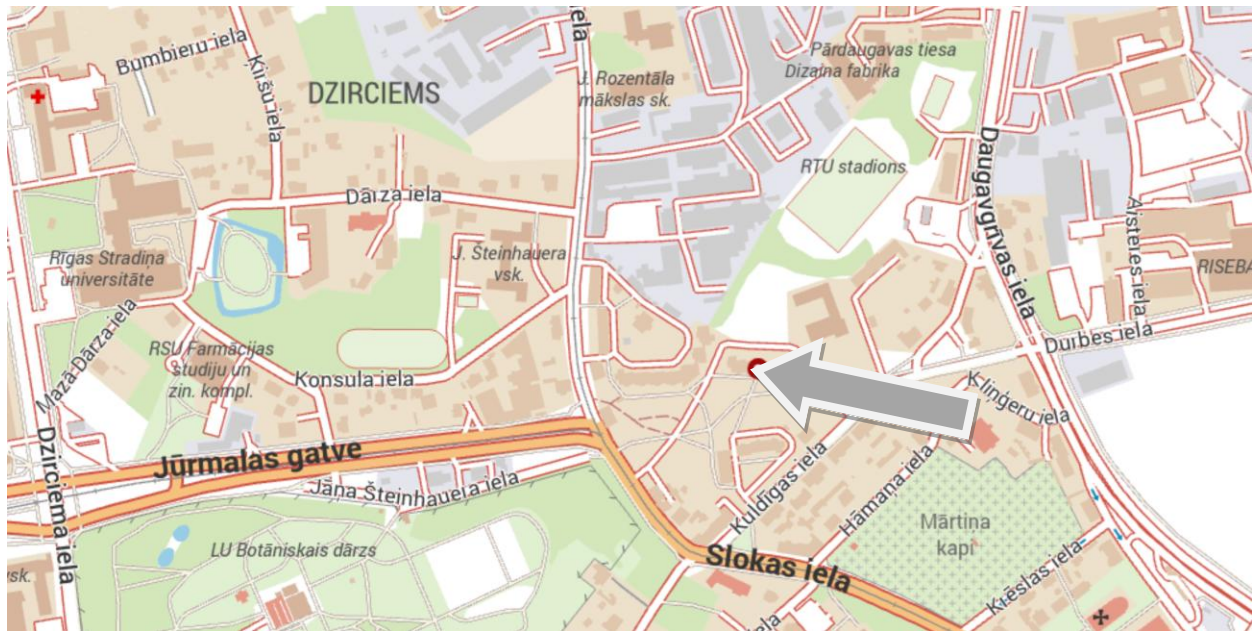 Bumbieru iela
Ķiršu iela
DZIRCIEMS
iela
J. Rozentāla
mākslas sk.
Pārdaugavas tiesa
Dizaina fabrika
RTU stadions
Daugavgrīvas iela
Dārza iela
Rīgas Stradiņa
universitāte
J. Šteinhauera
vsk.
Aisteres iela
RISEBA
Mazā Dārza iela
RSU Farmācijas
studiju un
zin. kompl.
Konsula iela
Durbes iela
Kliņģeru iela
Jūrmalas gatve
Jāņa Šteinhauera iela
Dzirciema iela
Kuldīgas iela
Hāmaņa iela
Mārtiņa
kapi
LU Botāniskais dārzs
Slokas iela
Krēslas iela
vsk.